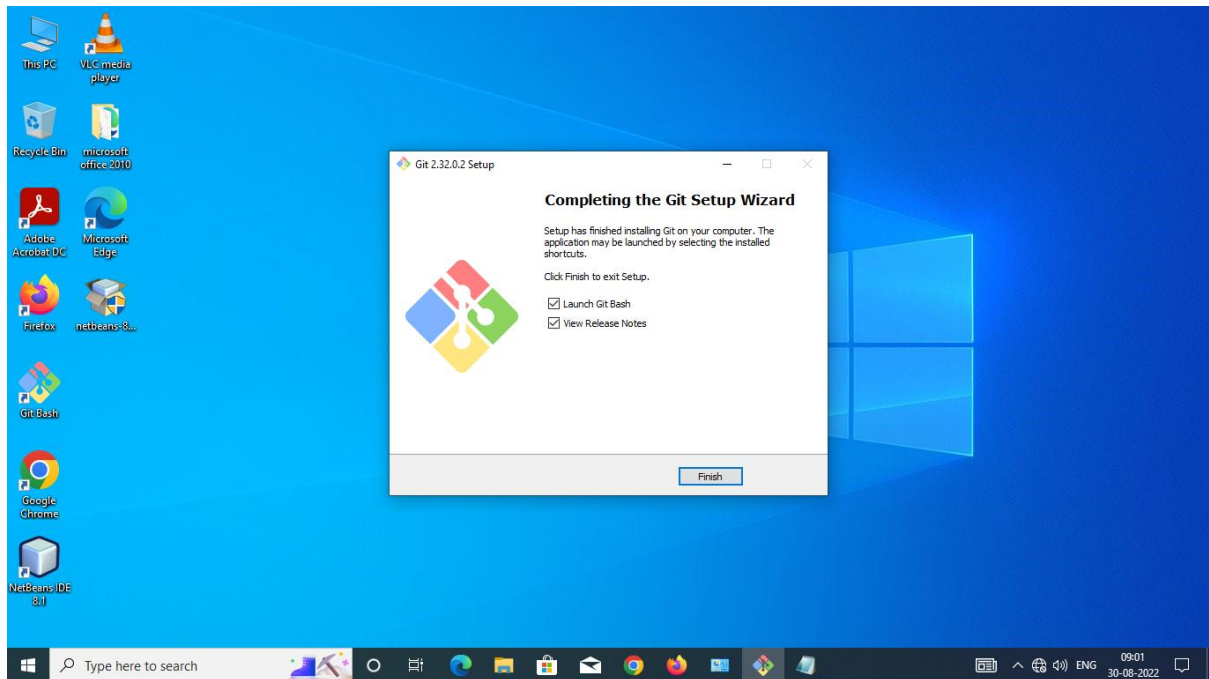 This PC
VLC media
player
Recycle Bin
microsoft
office 2010
Adobe
Acrobat DC
Microsoft
Edge
Firefox
netbeans-8...
Git Bash
Google
Chrome
NetBeans IDE
8.1
Git 2.32.0.2 Setup
Completing the Git Setup Wizard
Setup has finished installing Git on your computer. The
application may be launched by selecting the installed
shortcuts.
Click Finish to exit Setup.
Launch Git Bash
View Release Notes
Finish
Type here to search
ENG
09:01
30-08-2022